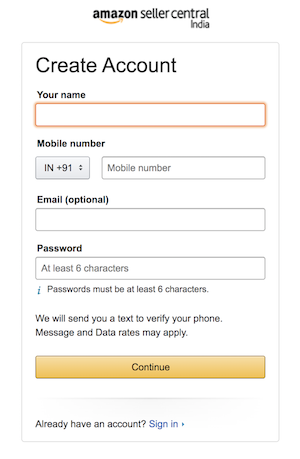 amazon seller central
India
Create Account
Your name
Mobile number
IN +91 Mobile number
Email (optional)
Password
At least 6 characters
i Passwords must be at least 6 characters.
We will send you a text to verify your phone.
Message and Data rates may apply.
Continue
Already have an account? Sign in ›